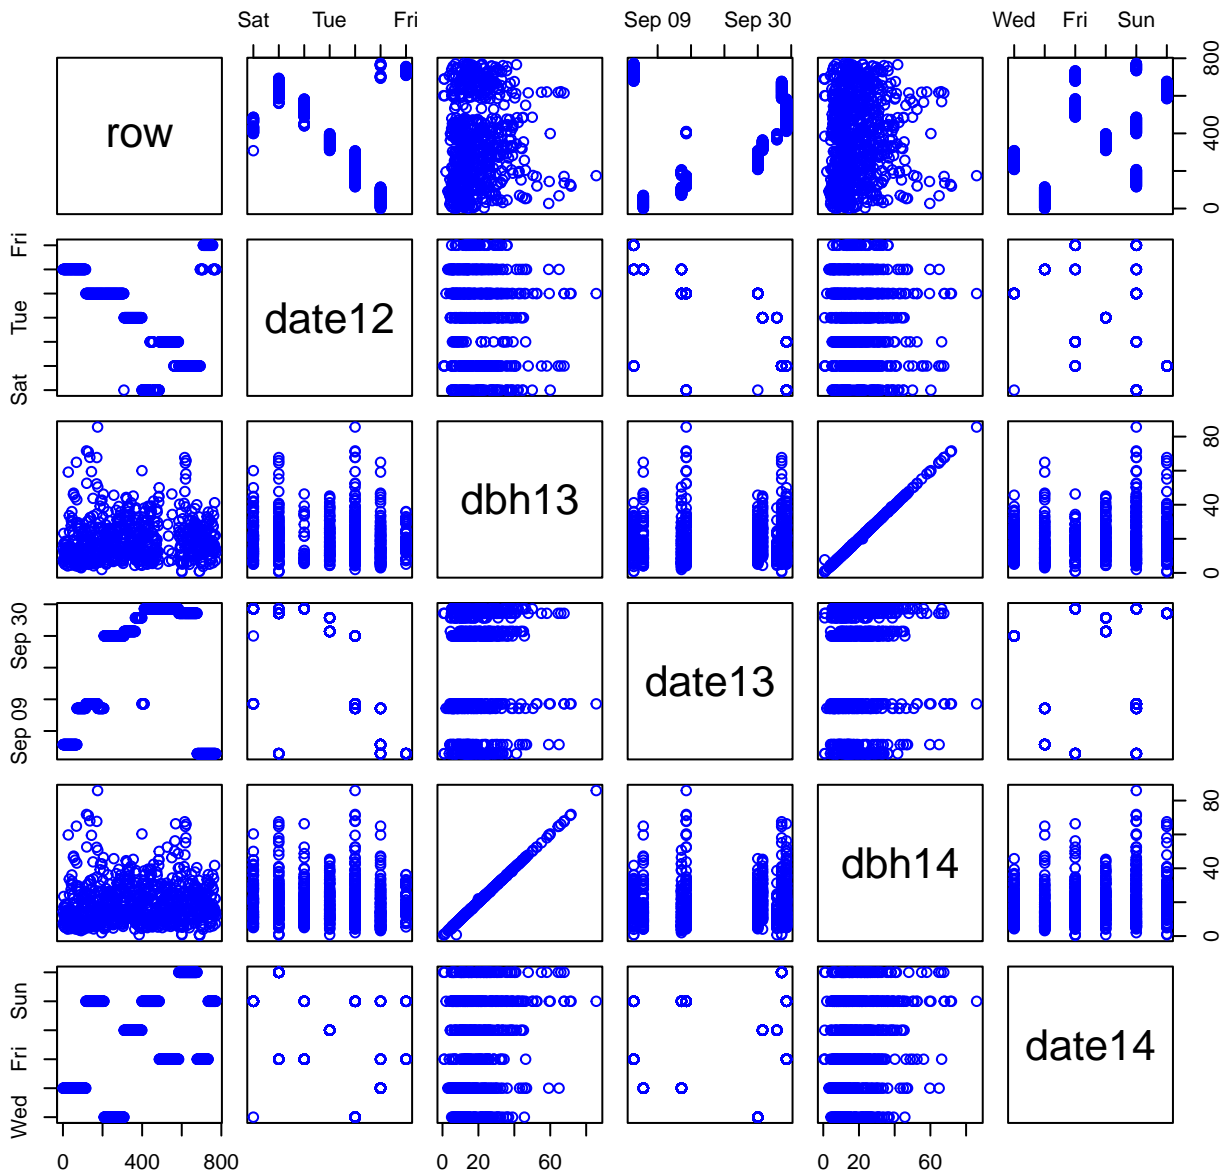 Sat Tue Fri Sep 09 Sep 30 Wed Fri Sun
row 0 400 800
Sat Tue Fri date12
dbh13 0 40 80
Sep 09 Sep 30 date13
dbh14 0 40 80
Wed Fri Sun date14
0 400 800 0 20 60 0 20 60